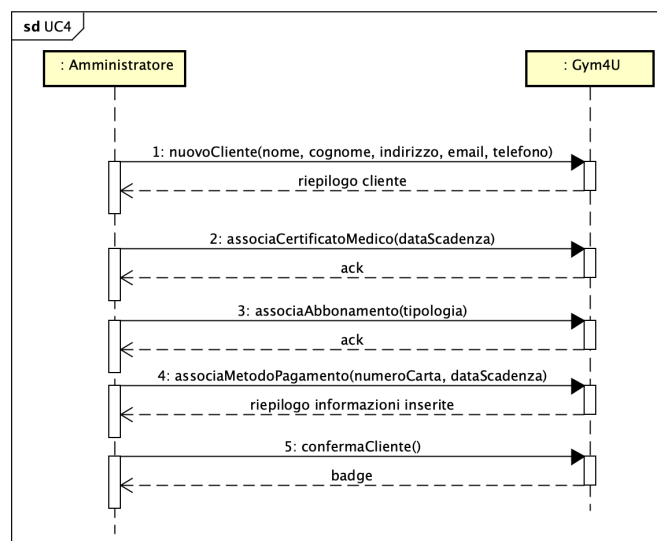 sd UC4
: Amministratore
: Gym4U
1: nuovoCliente(nome, cognome, indirizzo, email, telefono)
riepilogo cliente
2: associaCertificatoMedico(dataScadenza)
ack
3: associaAbbonamento(tipologia)
ack
4: associaMetodoPagamento(numeroCarta, dataScadenza)
riepilogo informazioni inserite
5: confermaCliente()
badge